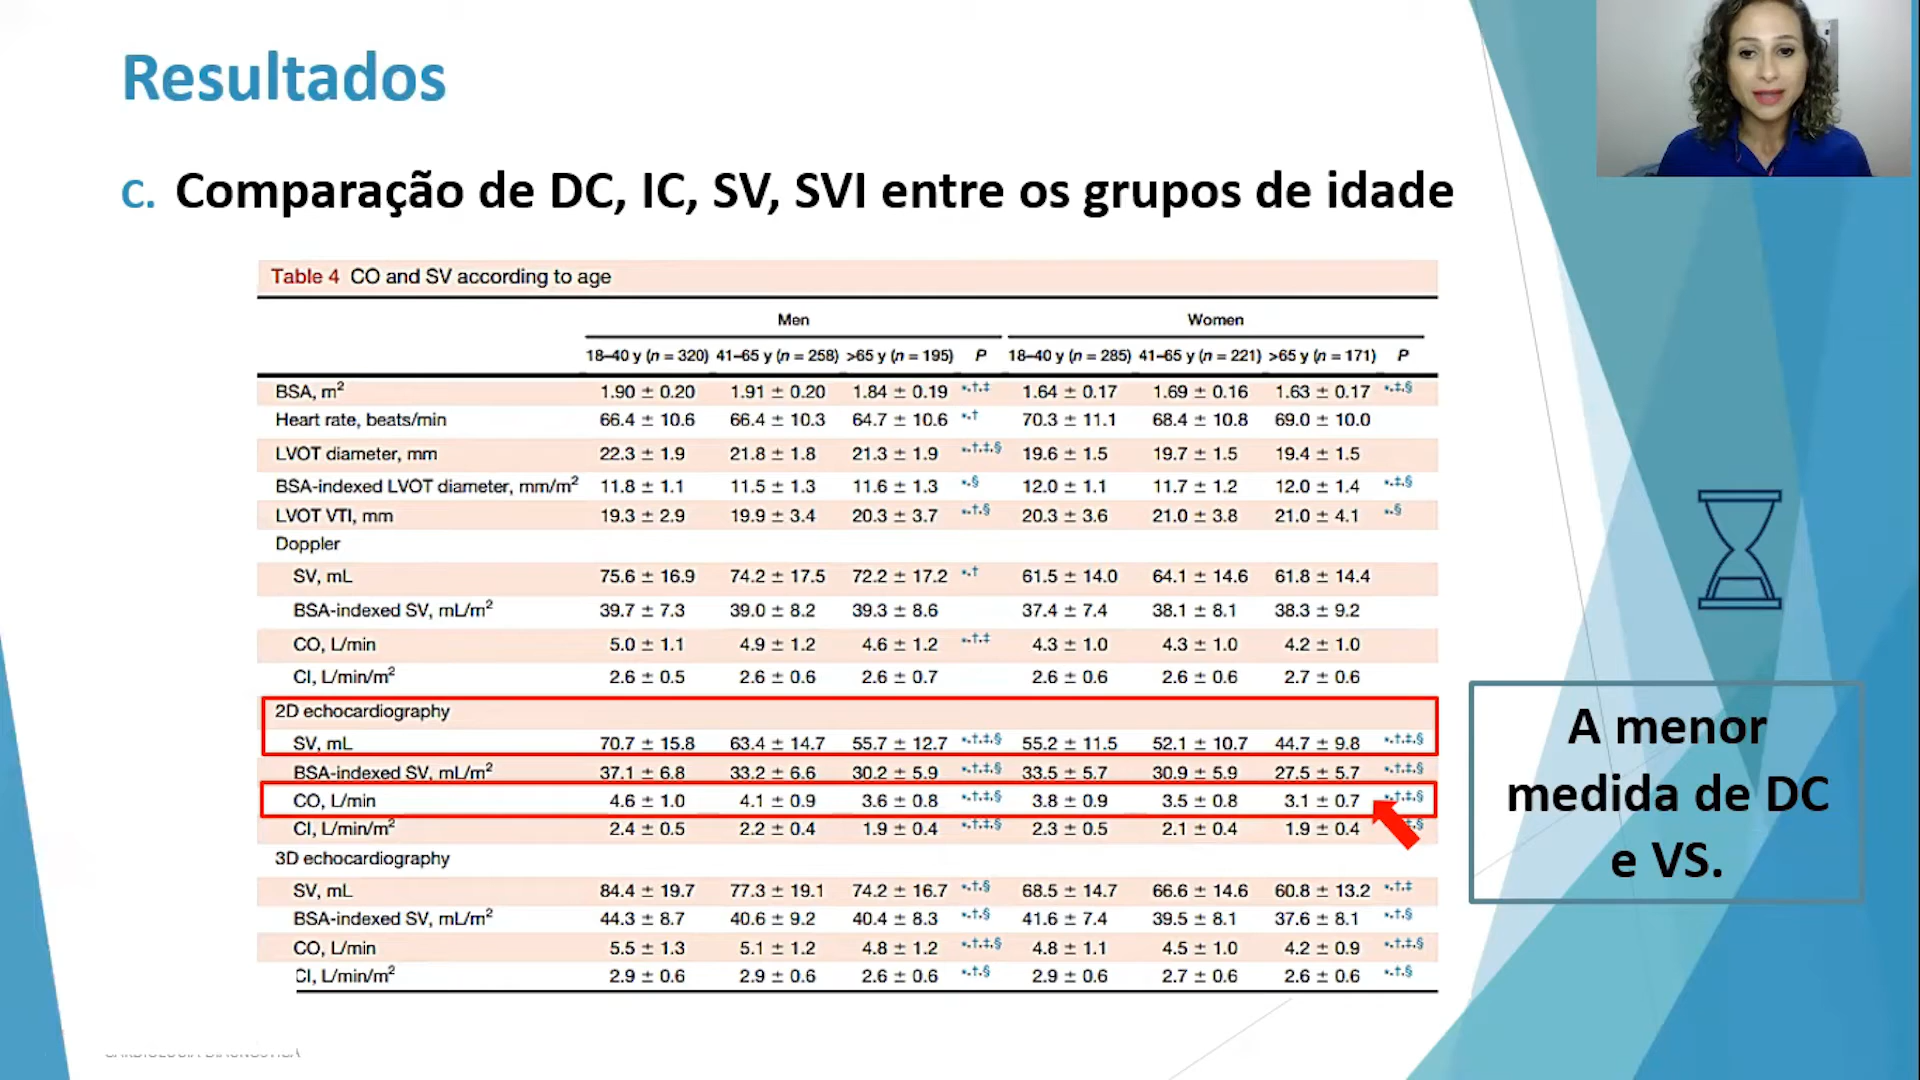 Resultados
C. Comparação de DC, IC, SV, SVI entre os grupos de idade
Table 4 CO and SV according to age
Men Women
18–40 y (n = 320) 41–65 y (n = 258) >65 y (n = 195) P 18–40 y (n = 285) 41–65 y (n = 221) >65 y (n = 171) P
BSA, m² 1.90 ± 0.20 1.91 ± 0.20 1.84 ± 0.19 *,†,‡ 1.64 ± 0.17 1.69 ± 0.16 1.63 ± 0.17 *,‡,§
Heart rate, beats/min 66.4 ± 10.6 66.4 ± 10.3 64.7 ± 10.6 *,† 70.3 ± 11.1 68.4 ± 10.8 69.0 ± 10.0
LVOT diameter, mm 22.3 ± 1.9 21.8 ± 1.8 21.3 ± 1.9 *,†,‡,§ 19.6 ± 1.5 19.7 ± 1.5 19.4 ± 1.5
BSA-indexed LVOT diameter, mm/m² 11.8 ± 1.1 11.5 ± 1.3 11.6 ± 1.3 *,§ 12.0 ± 1.1 11.7 ± 1.2 12.0 ± 1.4 *,‡,§
LVOT VTI, mm 19.3 ± 2.9 19.9 ± 3.4 20.3 ± 3.7 *,†,§ 20.3 ± 3.6 21.0 ± 3.8 21.0 ± 4.1 *,§
Doppler
SV, mL 75.6 ± 16.9 74.2 ± 17.5 72.2 ± 17.2 *,† 61.5 ± 14.0 64.1 ± 14.6 61.8 ± 14.4
BSA-indexed SV, mL/m² 39.7 ± 7.3 39.0 ± 8.2 39.3 ± 8.6 37.4 ± 7.4 38.1 ± 8.1 38.3 ± 9.2
CO, L/min 5.0 ± 1.1 4.9 ± 1.2 4.6 ± 1.2 *,†,‡ 4.3 ± 1.0 4.3 ± 1.0 4.2 ± 1.0
CI, L/min/m² 2.6 ± 0.5 2.6 ± 0.6 2.6 ± 0.7 2.6 ± 0.6 2.6 ± 0.6 2.7 ± 0.6
2D echocardiography
SV, mL 70.7 ± 15.8 63.4 ± 14.7 55.7 ± 12.7 *,†,‡,§ 55.2 ± 11.5 52.1 ± 10.7 44.7 ± 9.8 *,†,‡,§
BSA-indexed SV, mL/m² 37.1 ± 6.8 33.2 ± 6.6 30.2 ± 5.9 *,†,‡,§ 33.5 ± 5.7 30.9 ± 5.9 27.5 ± 5.7 *,†,‡,§
CO, L/min 4.6 ± 1.0 4.1 ± 0.9 3.6 ± 0.8 *,†,‡,§ 3.8 ± 0.9 3.5 ± 0.8 3.1 ± 0.7 *,†,‡,§
CI, L/min/m² 2.4 ± 0.5 2.2 ± 0.4 1.9 ± 0.4 *,†,‡,§ 2.3 ± 0.5 2.1 ± 0.4 1.9 ± 0.4 §
3D echocardiography
SV, mL 84.4 ± 19.7 77.3 ± 19.1 74.2 ± 16.7 *,†,§ 68.5 ± 14.7 66.6 ± 14.6 60.8 ± 13.2 *,†,‡
BSA-indexed SV, mL/m² 44.3 ± 8.7 40.6 ± 9.2 40.4 ± 8.3 *,†,§ 41.6 ± 7.4 39.5 ± 8.1 37.6 ± 8.1 *,†,§
CO, L/min 5.5 ± 1.3 5.1 ± 1.2 4.8 ± 1.2 *,†,‡,§ 4.8 ± 1.1 4.5 ± 1.0 4.2 ± 0.9 *,†,‡,§
CI, L/min/m² 2.9 ± 0.6 2.9 ± 0.6 2.6 ± 0.6 *,†,§ 2.9 ± 0.6 2.7 ± 0.6 2.6 ± 0.6 *,†,§
A menor
medida de DC
e VS.